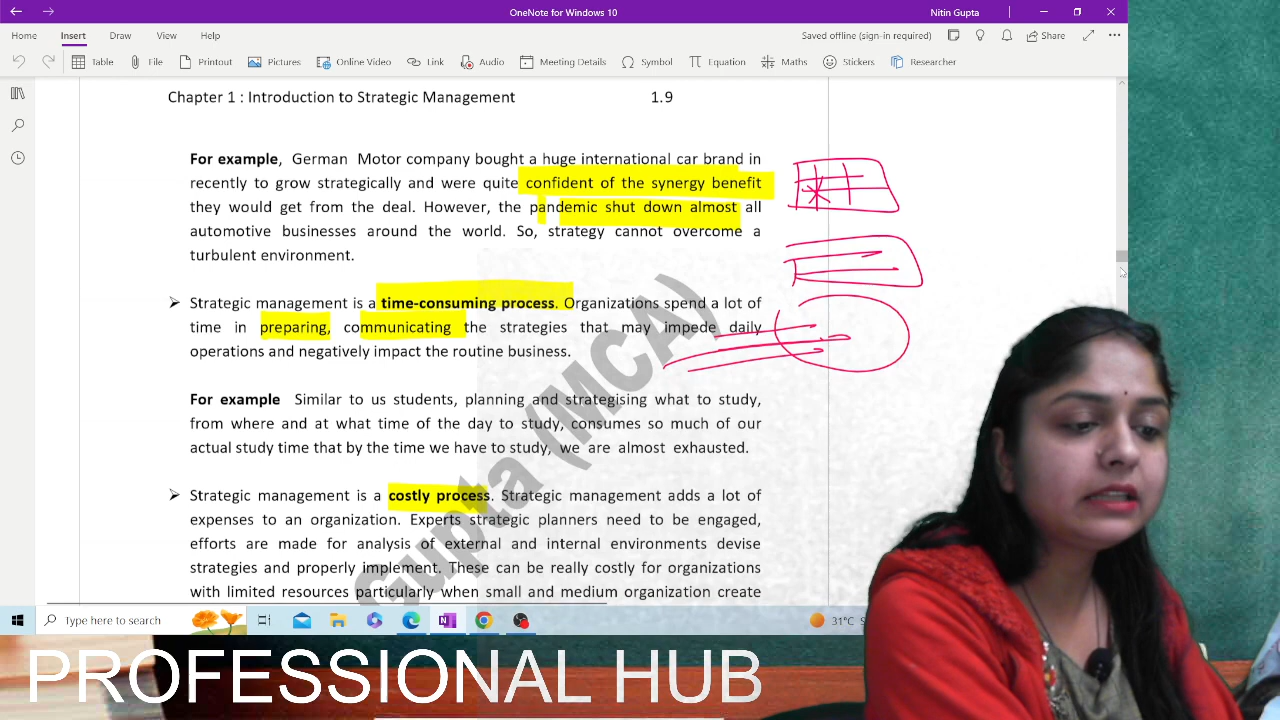 OneNote for Windows 10
Nitin Gupta
Home Insert Draw View Help
Saved offline (sign-in required)
Share
Table File Printout Pictures Online Video Link Audio Meeting Details Symbol Equation Maths Stickers Researcher
Chapter 1 : Introduction to Strategic Management 1.9
For example, German Motor company bought a huge international car brand in
recently to grow strategically and were quite confident of the synergy benefit
they would get from the deal. However, the pandemic shut down almost all
automotive businesses around the world. So, strategy cannot overcome a
turbulent environment.
➢ Strategic management is a time-consuming process. Organizations spend a lot of
time in preparing, communicating the strategies that may impede daily
operations and negatively impact the routine business.
For example Similar to us students, planning and strategising what to study,
from where and at what time of the day to study, consumes so much of our
actual study time that by the time we have to study, we are almost exhausted.
➢ Strategic management is a costly process. Strategic management adds a lot of
expenses to an organization. Experts strategic planners need to be engaged,
efforts are made for analysis of external and internal environments devise
strategies and properly implement. These can be really costly for organizations
with limited resources particularly when small and medium organization create
Gupta (MCA)
Type here to search
31°C
PROFESSIONAL HUB